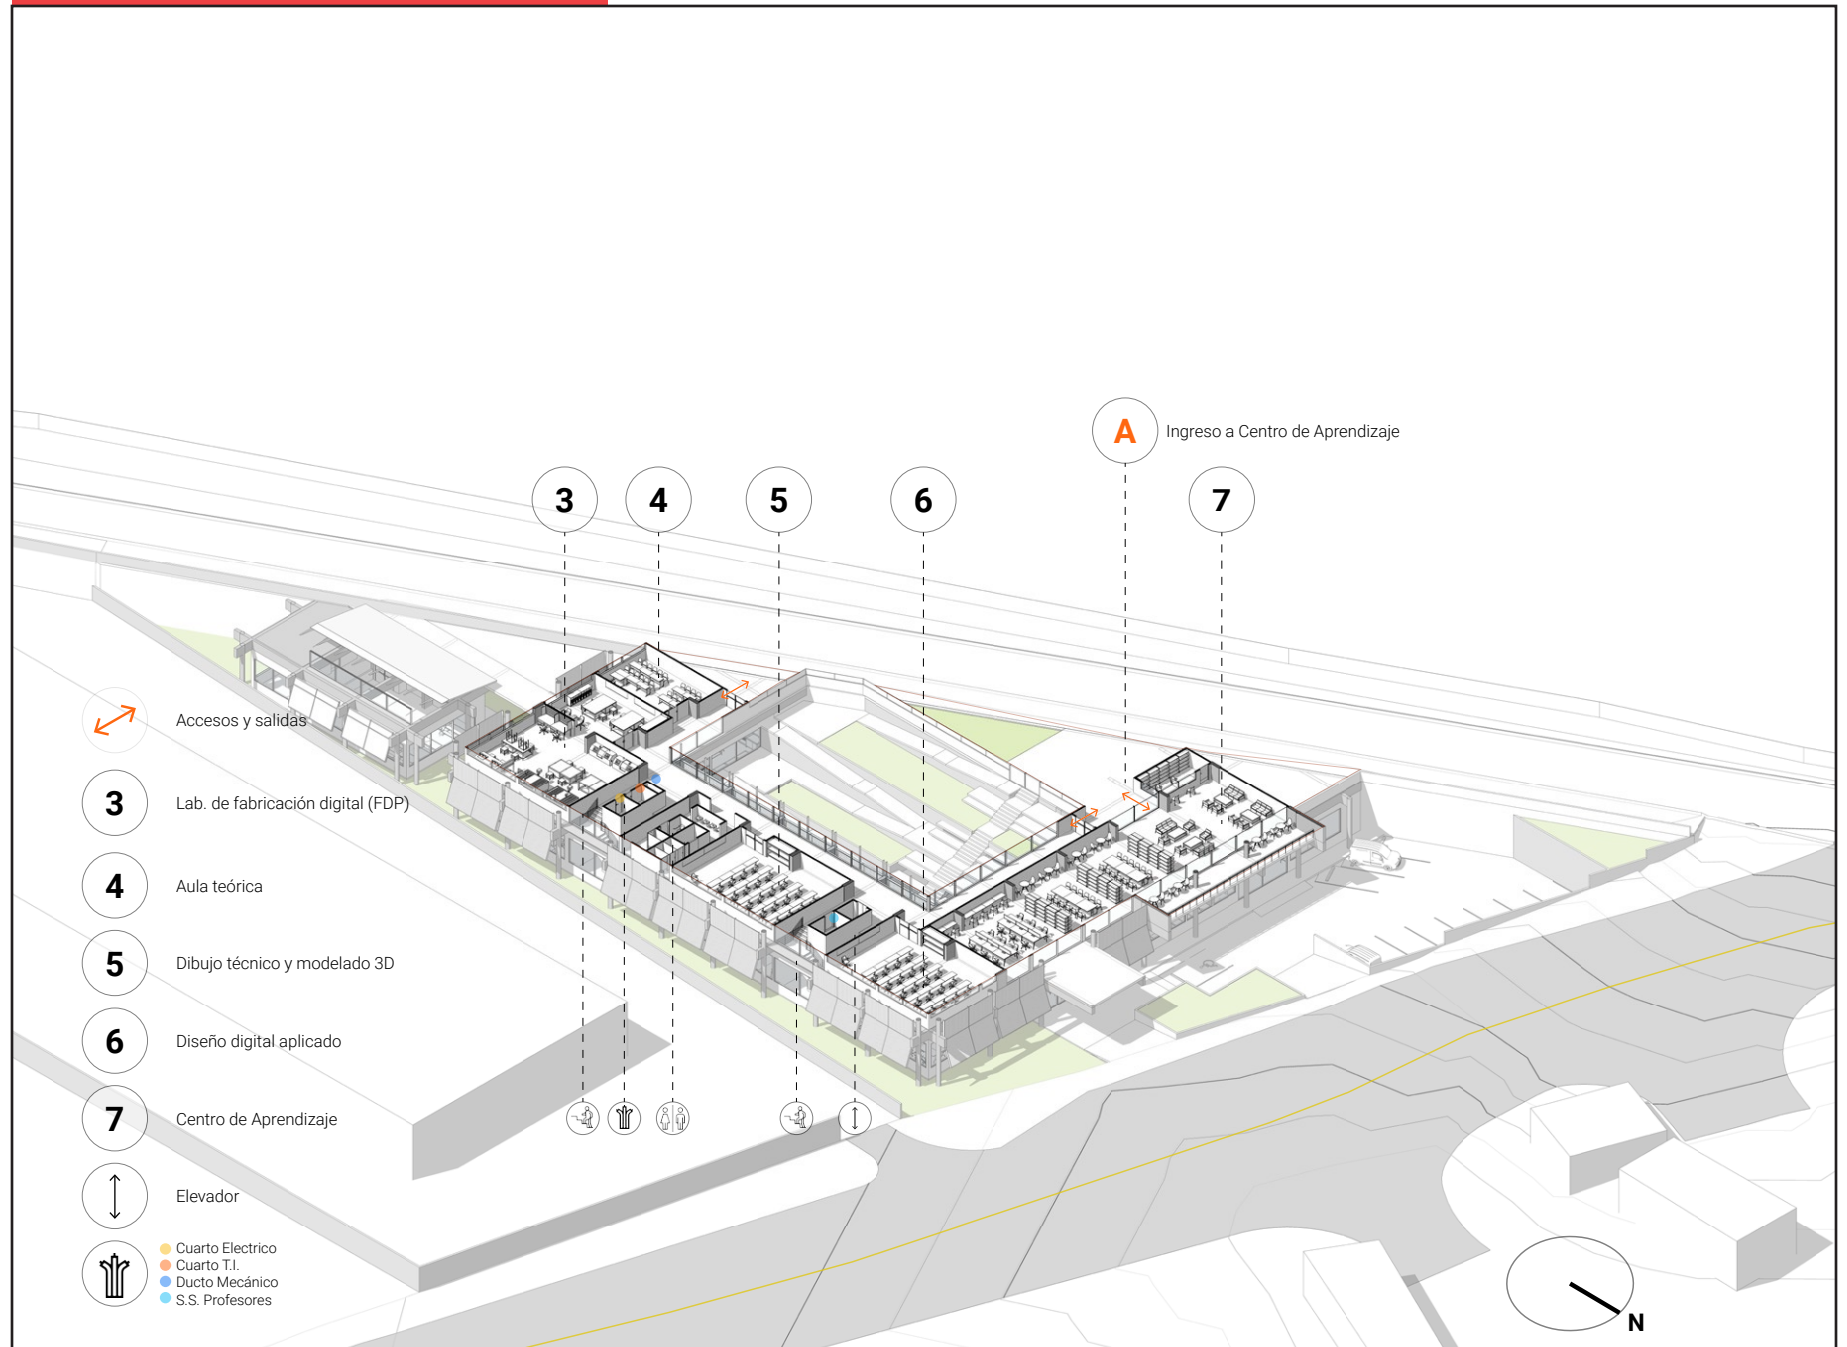 A Ingreso a Centro de Aprendizaje
3 4 5 6 7
Accesos y salidas
3 Lab. de fabricación digital (FDP)
4 Aula teórica
5 Dibujo técnico y modelado 3D
6 Diseño digital aplicado
7 Centro de Aprendizaje
Elevador
Cuarto Electrico
Cuarto T.I.
Ducto Mecánico
S.S. Profesores
N